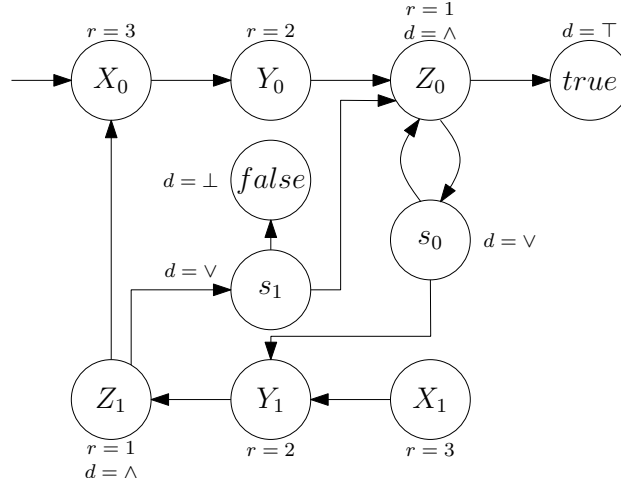 r = 3
X₀
r = 2
Y₀
r = 1
d = ∧
Z₀
d = ⊤
true
d = ⊥
false
s₀
d = ∨
d = ∨
s₁
Z₁
r = 1
d = ∧
Y₁
r = 2
X₁
r = 3